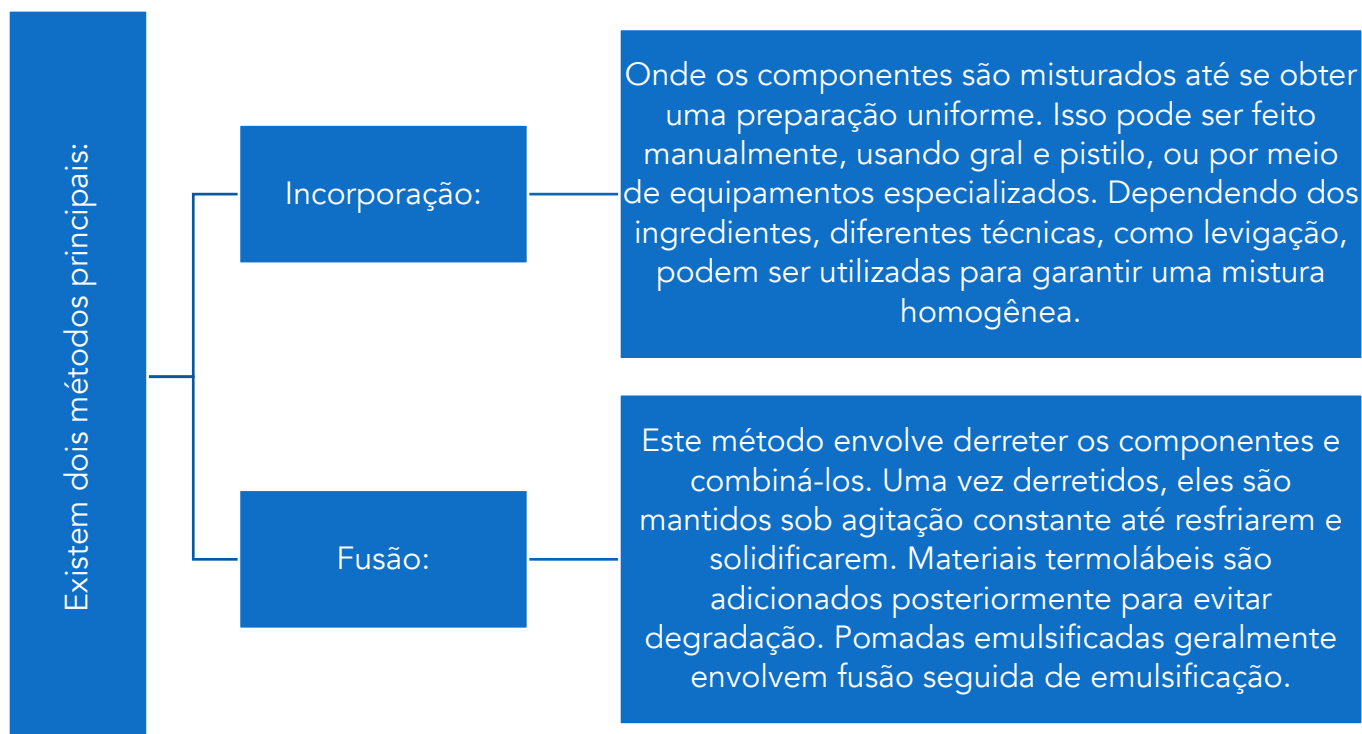 Existem dois métodos principais:
Incorporação:
Onde os componentes são misturados até se obter
uma preparação uniforme. Isso pode ser feito
manualmente, usando gral e pistilo, ou por meio
de equipamentos especializados. Dependendo dos
ingredientes, diferentes técnicas, como levigação,
podem ser utilizadas para garantir uma mistura
homogênea.
Fusão:
Este método envolve derreter os componentes e
combiná-los. Uma vez derretidos, eles são
mantidos sob agitação constante até resfriarem e
solidificarem. Materiais termolábeis são
adicionados posteriormente para evitar
degradação. Pomadas emulsificadas geralmente
envolvem fusão seguida de emulsificação.